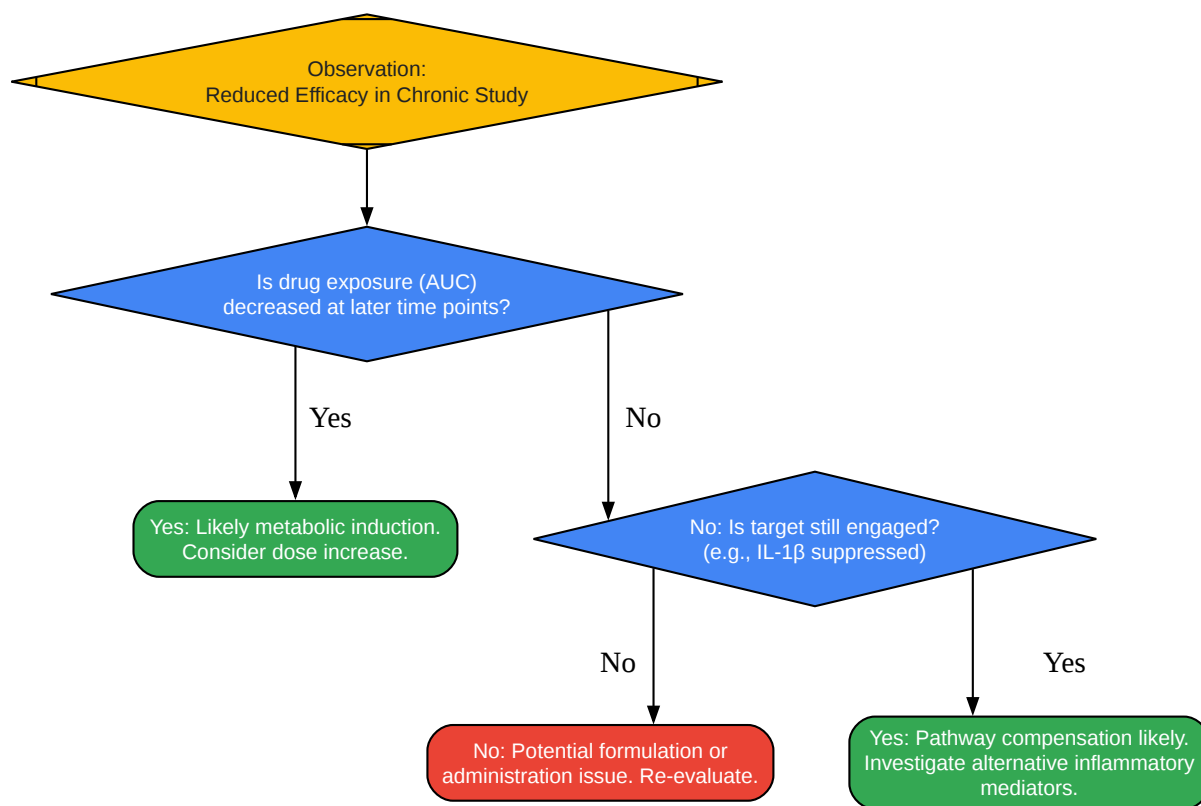 Observation:
Reduced Efficacy in Chronic Study
Is drug exposure (AUC)
decreased at later time points?
Yes
No
Yes: Likely metabolic induction.
Consider dose increase.
No: Is target still engaged?
(e.g., IL-1β suppressed)
No
Yes
No: Potential formulation or
administration issue. Re-evaluate.
Yes: Pathway compensation likely.
Investigate alternative inflammatory
mediators.